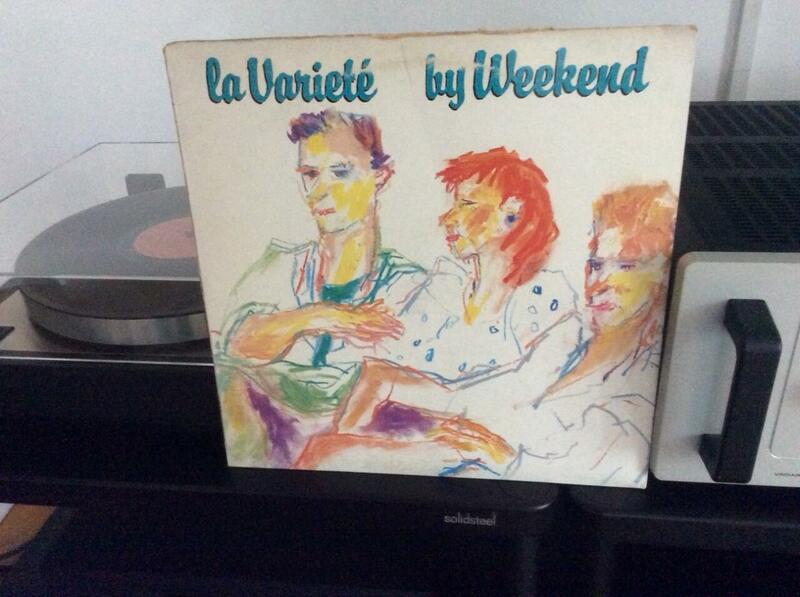 la Varieté by Weekend
solidsteel